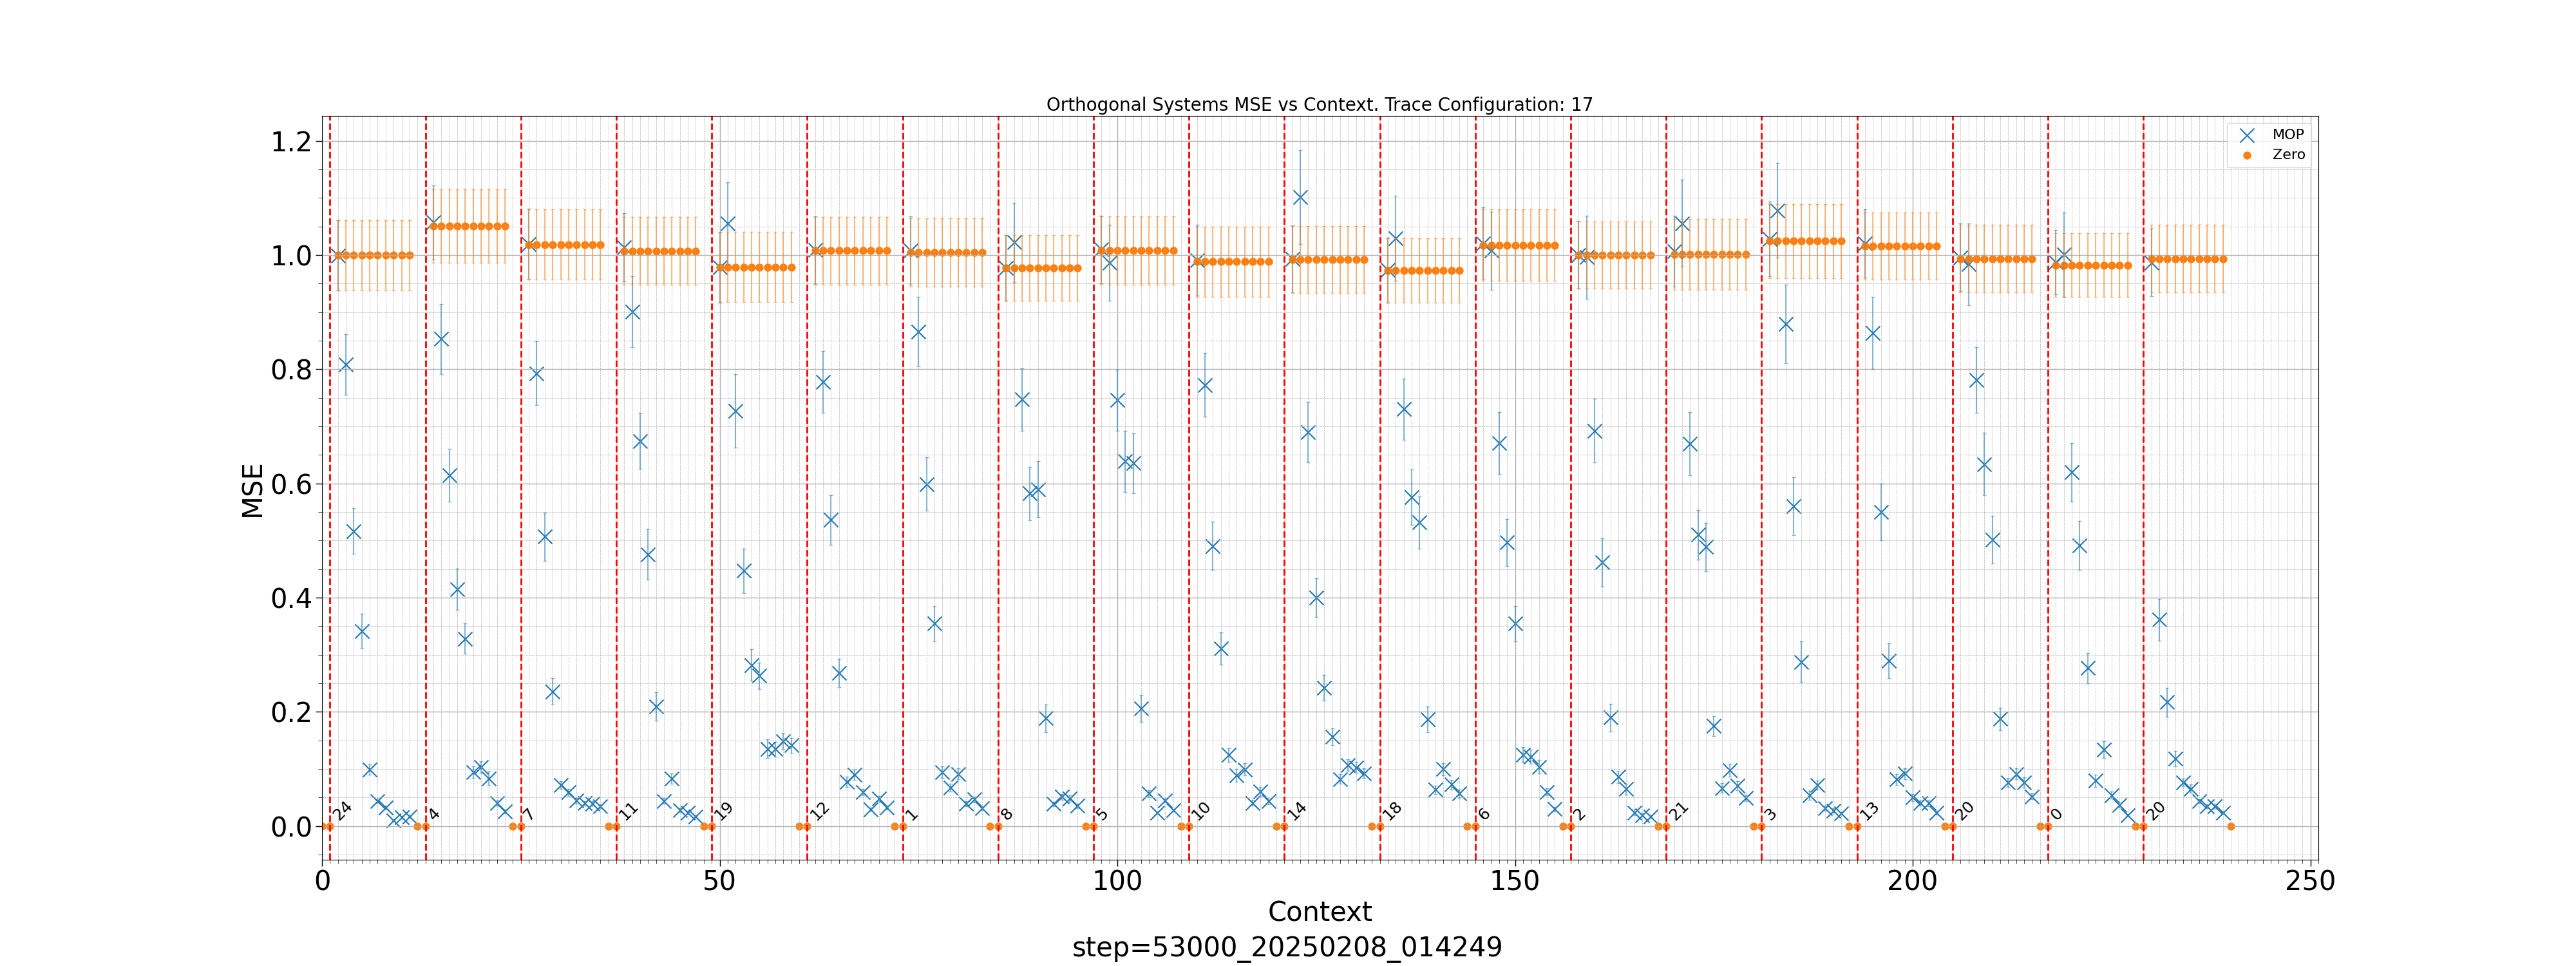 Orthogonal Systems MSE vs Context. Trace Configuration: 17
MOP
Zero
MSE
1.2
1.0
0.8
0.6
0.4
0.2
0.0
24 4 7 11 19 12 1 8 5 10 14 18 6 2 21 3 13 20 0 20
0 50 100 150 200 250
Context
step=53000_20250208_014249